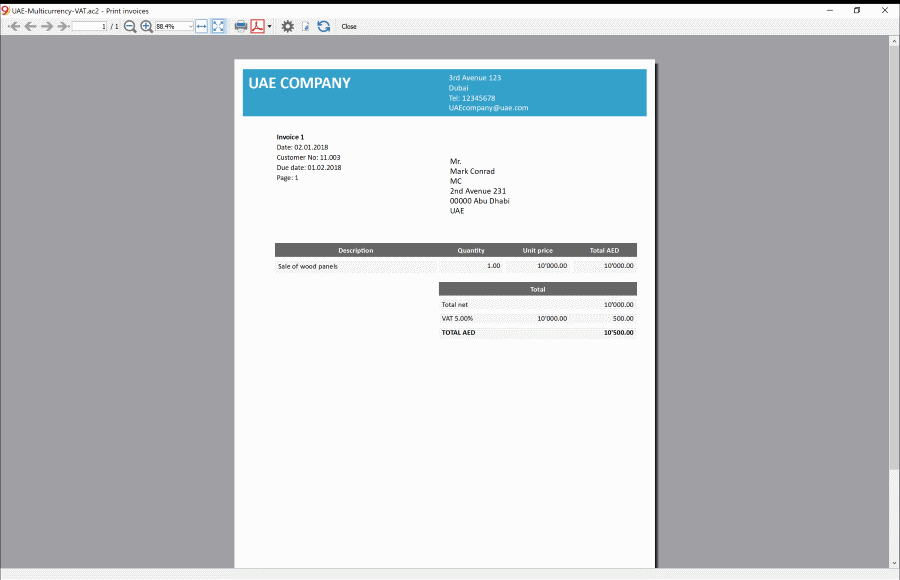 UAE-Multicurrency-VAT.ac2 - Print invoices
1 / 1 88.4% Close
UAE COMPANY
3rd Avenue 123
Dubai
Tel: 12345678
UAEcompany@uae.com
Invoice 1
Date: 02.01.2018
Customer No: 11.003
Due date: 01.02.2018
Page: 1
Mr.
Mark Conrad
MC
2nd Avenue 231
00000 Abu Dhabi
UAE
Description Quantity Unit price Total AED
Sale of wood panels 1.00 10'000.00 10'000.00
Total
Total net 10'000.00
VAT 5.00% 10'000.00 500.00
TOTAL AED 10'500.00